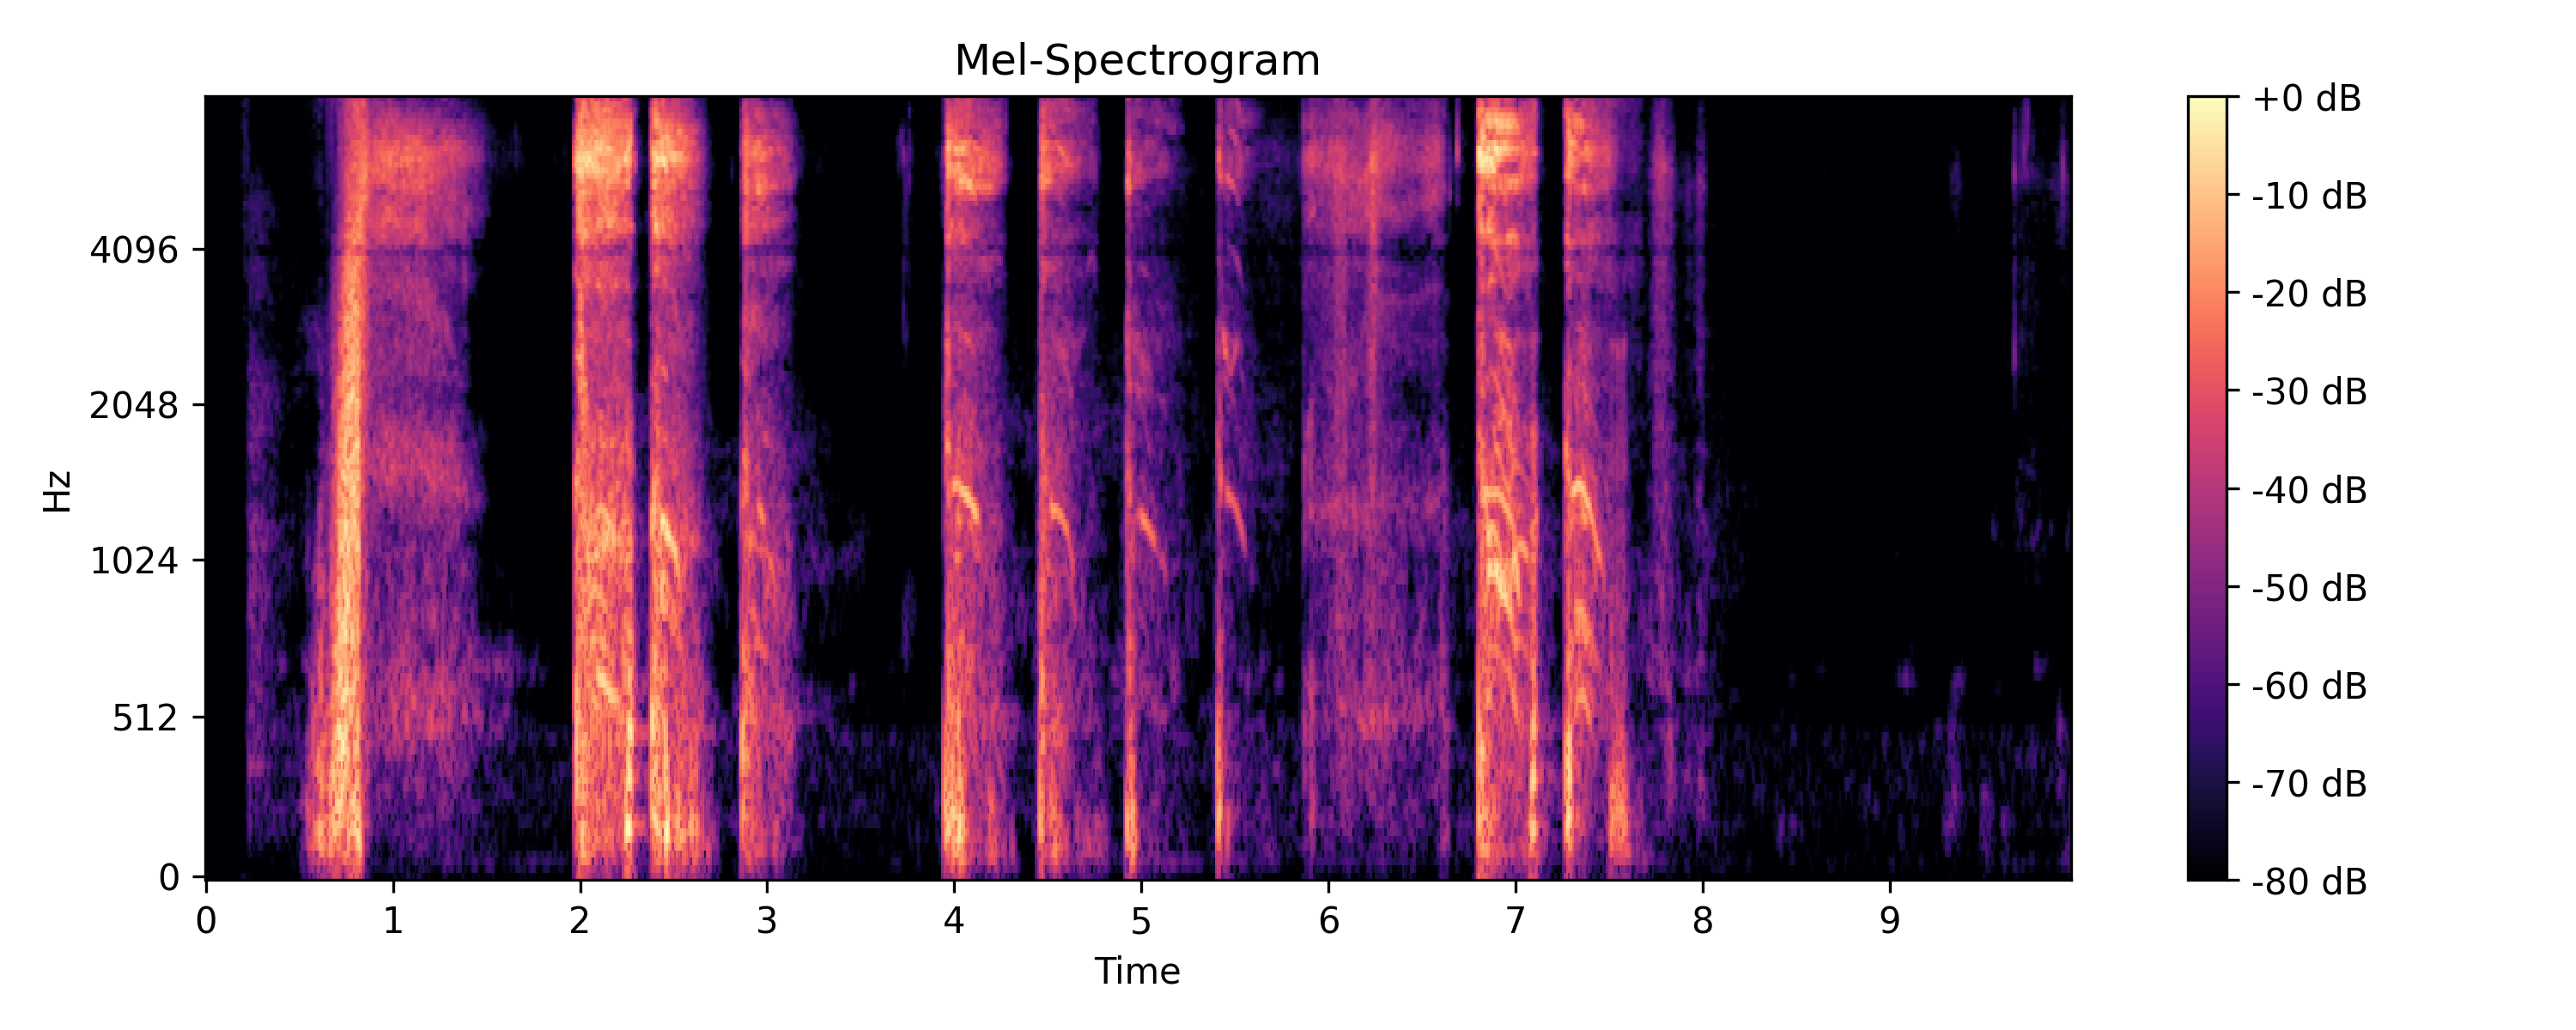 Mel-Spectrogram
Hz
4096
2048
1024
512
0
0 1 2 3 4 5 6 7 8 9
Time
+0 dB
-10 dB
-20 dB
-30 dB
-40 dB
-50 dB
-60 dB
-70 dB
-80 dB